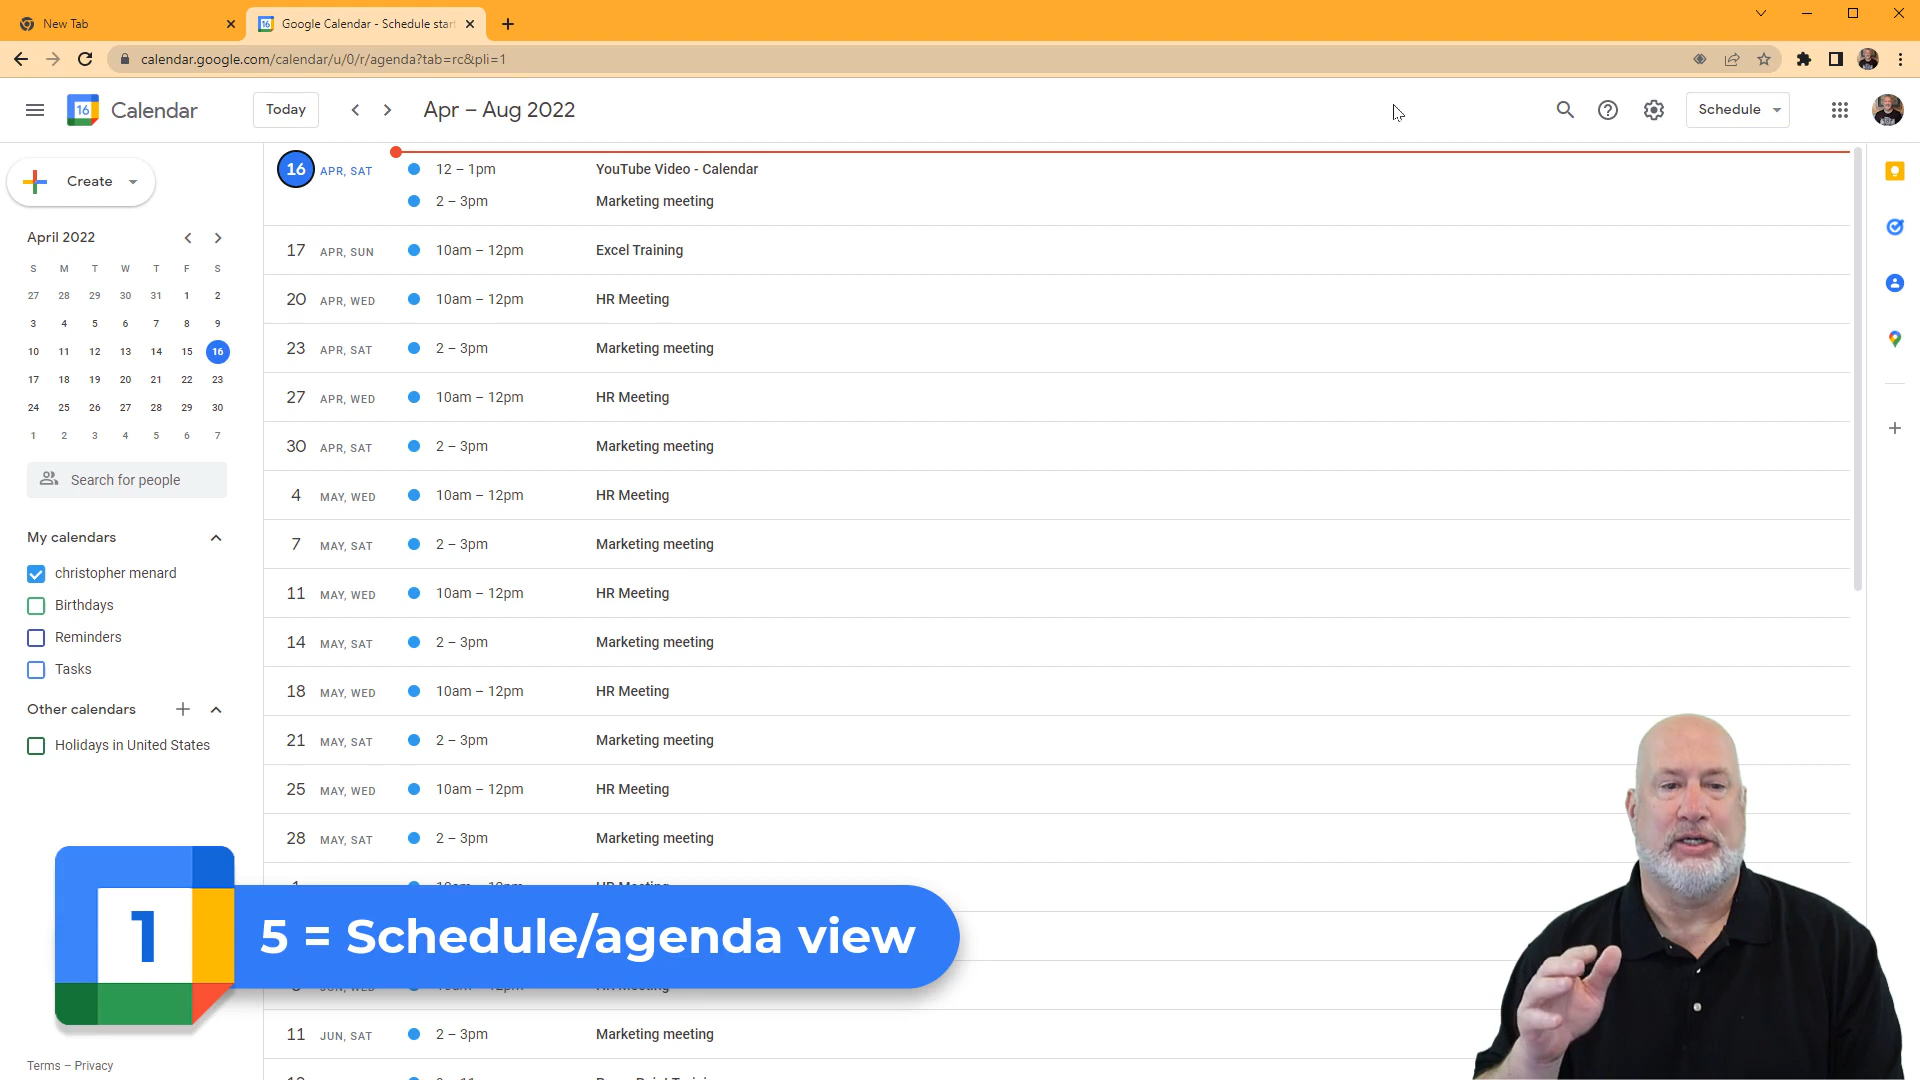 New Tab
Google Calendar - Schedule star
calendar.google.com/calendar/u/0/r/agenda?tab=rc&pli=1
16 Calendar Today Apr – Aug 2022 Schedule
Create
April 2022
S M T W T F S
27 28 29 30 31 1 2
3 4 5 6 7 8 9
10 11 12 13 14 15 16
17 18 19 20 21 22 23
24 25 26 27 28 29 30
1 2 3 4 5 6 7
Search for people
My calendars
christopher menard
Birthdays
Reminders
Tasks
Other calendars
Holidays in United States
Terms – Privacy
16 APR, SAT 12 – 1pm YouTube Video - Calendar
2 – 3pm Marketing meeting
17 APR, SUN 10am – 12pm Excel Training
20 APR, WED 10am – 12pm HR Meeting
23 APR, SAT 2 – 3pm Marketing meeting
27 APR, WED 10am – 12pm HR Meeting
30 APR, SAT 2 – 3pm Marketing meeting
4 MAY, WED 10am – 12pm HR Meeting
7 MAY, SAT 2 – 3pm Marketing meeting
11 MAY, WED 10am – 12pm HR Meeting
14 MAY, SAT 2 – 3pm Marketing meeting
18 MAY, WED 10am – 12pm HR Meeting
21 MAY, SAT 2 – 3pm Marketing meeting
25 MAY, WED 10am – 12pm HR Meeting
28 MAY, SAT 2 – 3pm Marketing meeting
1
5 = Schedule/agenda view
11 JUN, SAT 2 – 3pm Marketing meeting